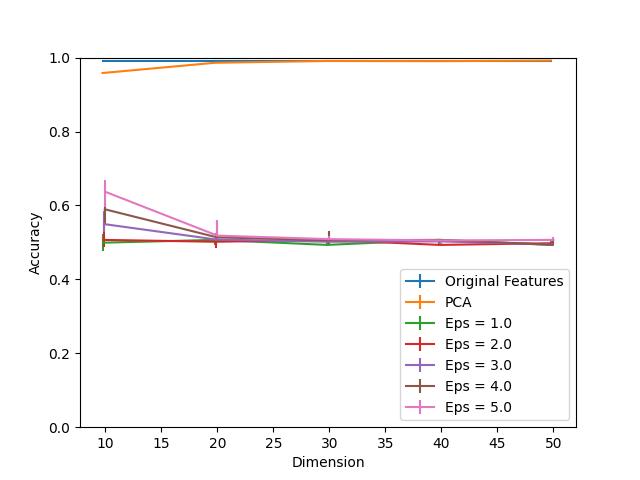 1.0
0.8
0.6
0.4
0.2
0.0
Accuracy
10 15 20 25 30 35 40 45 50
Dimension
Original Features
PCA
Eps = 1.0
Eps = 2.0
Eps = 3.0
Eps = 4.0
Eps = 5.0